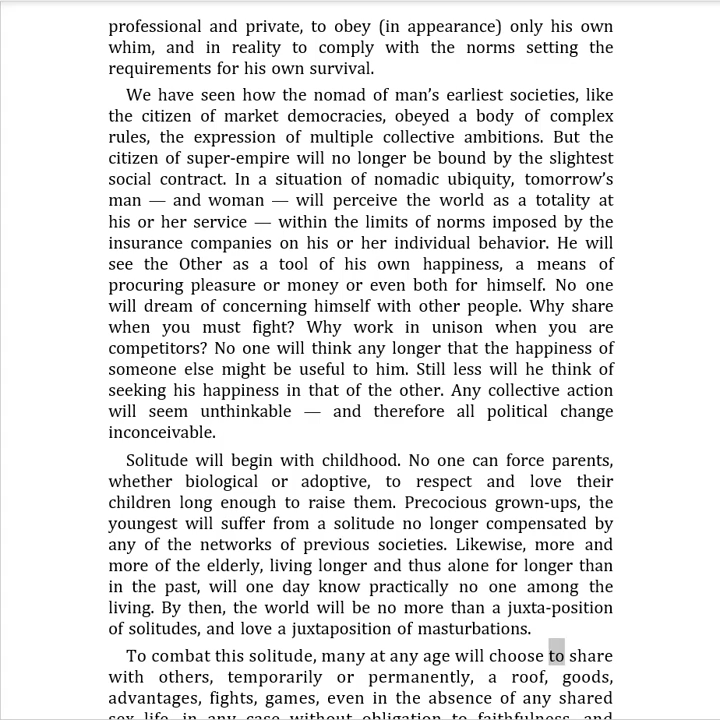 professional and private, to obey (in appearance) only his own
whim, and in reality to comply with the norms setting the
requirements for his own survival.
We have seen how the nomad of man’s earliest societies, like
the citizen of market democracies, obeyed a body of complex
rules, the expression of multiple collective ambitions. But the
citizen of super-empire will no longer be bound by the slightest
social contract. In a situation of nomadic ubiquity, tomorrow’s
man — and woman — will perceive the world as a totality at
his or her service — within the limits of norms imposed by the
insurance companies on his or her individual behavior. He will
see the Other as a tool of his own happiness, a means of
procuring pleasure or money or even both for himself. No one
will dream of concerning himself with other people. Why share
when you must fight? Why work in unison when you are
competitors? No one will think any longer that the happiness of
someone else might be useful to him. Still less will he think of
seeking his happiness in that of the other. Any collective action
will seem unthinkable — and therefore all political change
inconceivable.
Solitude will begin with childhood. No one can force parents,
whether biological or adoptive, to respect and love their
children long enough to raise them. Precocious grown-ups, the
youngest will suffer from a solitude no longer compensated by
any of the networks of previous societies. Likewise, more and
more of the elderly, living longer and thus alone for longer than
in the past, will one day know practically no one among the
living. By then, the world will be no more than a juxta-position
of solitudes, and love a juxtaposition of masturbations.
To combat this solitude, many at any age will choose to share
with others, temporarily or permanently, a roof, goods,
advantages, fights, games, even in the absence of any shared
sex life, in any case without obligation to faithfulness, and